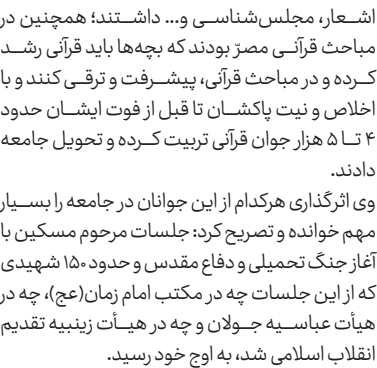 اشعار، مجلس‌شناسی و... داشتند؛ همچنین در
مباحث قرآنی مصرّ بودند که بچه‌ها باید قرآنی رشد
کرده و در مباحث قرآنی، پیشرفت و ترقی کنند و با
اخلاص و نیت پاکشان تا قبل از فوت ایشان حدود
۴ تا ۵ هزار جوان قرآنی تربیت کرده و تحویل جامعه
دادند.
وی اثرگذاری هرکدام از این جوانان در جامعه را بسیار
مهم خوانده و تصریح کرد: جلسات مرحوم مسکین با
آغاز جنگ تحمیلی و دفاع مقدس و حدود ۱۵۰ شهیدی
که از این جلسات چه در مکتب امام زمان(عج)، چه در
هیأت عباسیه جولان و چه در هیأت زینبیه تقدیم
انقلاب اسلامی شد، به اوج خود رسید.